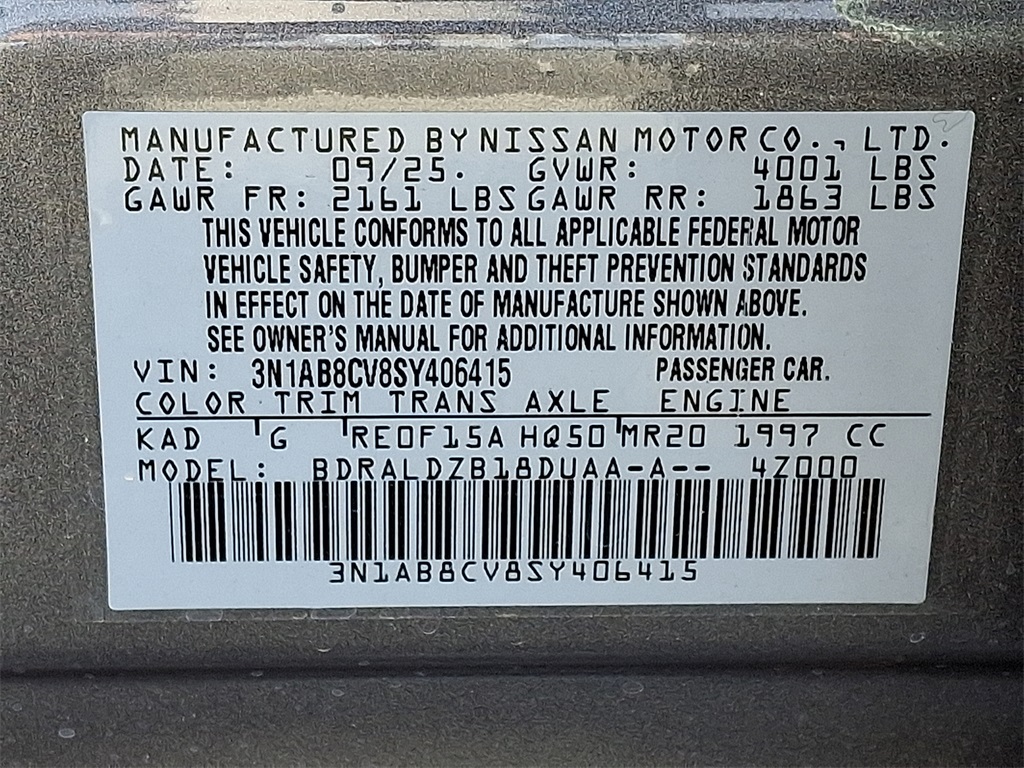 MANUFACTURED BY NISSAN MOTOR CO., LTD.
DATE: 09/25. GVWR: 4001 LBS
GAWR FR: 2161 LBS GAWR RR: 1863 LBS
THIS VEHICLE CONFORMS TO ALL APPLICABLE FEDERAL MOTOR
VEHICLE SAFETY, BUMPER AND THEFT PREVENTION STANDARDS
IN EFFECT ON THE DATE OF MANUFACTURE SHOWN ABOVE.
SEE OWNER'S MANUAL FOR ADDITIONAL INFORMATION.
VIN: 3N1AB8CV8SY406415 PASSENGER CAR.
COLOR TRIM TRANS AXLE ENGINE
KAD G RE0F15A HQ50 MR20 1997 CC
MODEL: BDRALDZB18DUAA-A-- 4Z000
3N1AB8CV8SY406415